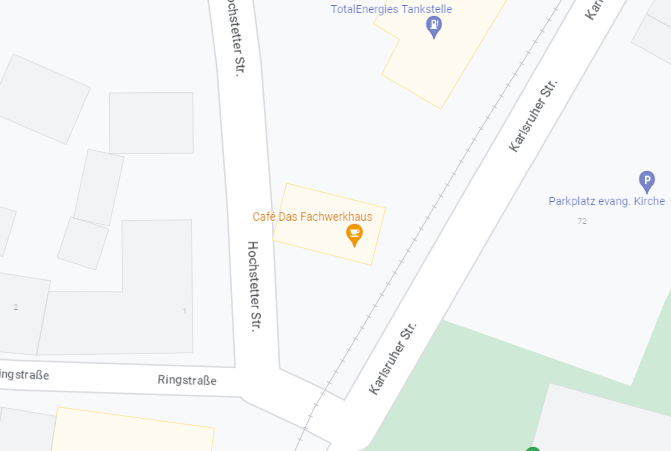 TotalEnergies Tankstelle
Hochstetter Str.
Karlsruher Str.
P
Parkplatz evang. Kirche
72
Café Das Fachwerkhaus
Hochstetter Str.
2
1
Karlsruher Str.
Ringstraße